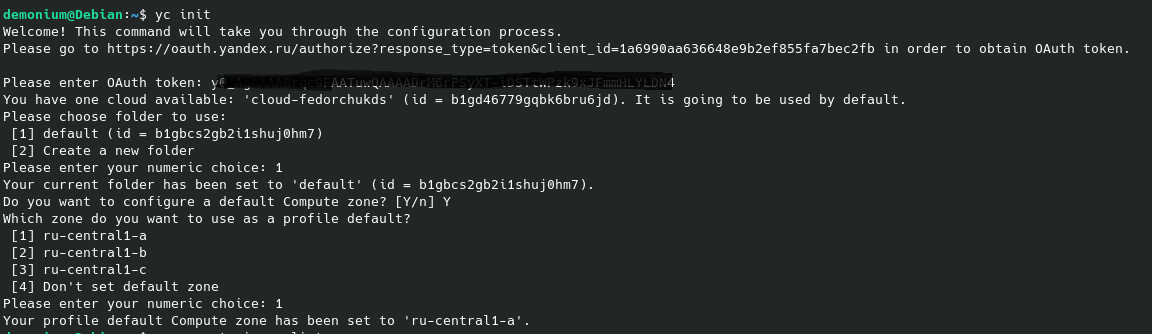 demonium@Debian:~$ yc init
Welcome! This command will take you through the configuration process.
Please go to https://oauth.yandex.ru/authorize?response_type=token&client_id=1a6990aa636648e9b2ef855fa7bec2fb in order to obtain OAuth token.
Please enter OAuth token:
You have one cloud available: 'cloud-fedorchukds' (id = b1gd46779gqbk6bru6jd). It is going to be used by default.
Please choose folder to use:
[1] default (id = b1gbcs2gb2i1shuj0hm7)
[2] Create a new folder
Please enter your numeric choice: 1
Your current folder has been set to 'default' (id = b1gbcs2gb2i1shuj0hm7).
Do you want to configure a default Compute zone? [Y/n] Y
Which zone do you want to use as a profile default?
[1] ru-central1-a
[2] ru-central1-b
[3] ru-central1-c
[4] Don't set default zone
Please enter your numeric choice: 1
Your profile default Compute zone has been set to 'ru-central1-a'.